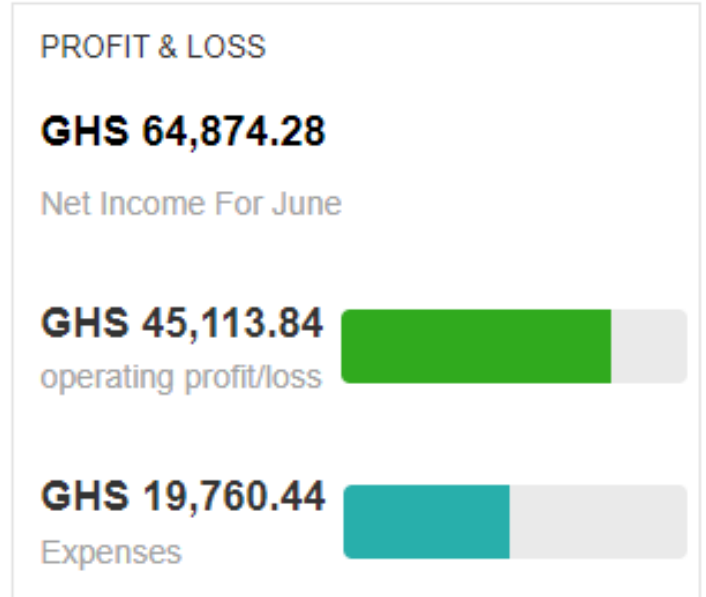 PROFIT & LOSS
GHS 64,874.28
Net Income For June
GHS 45,113.84
operating profit/loss
GHS 19,760.44
Expenses